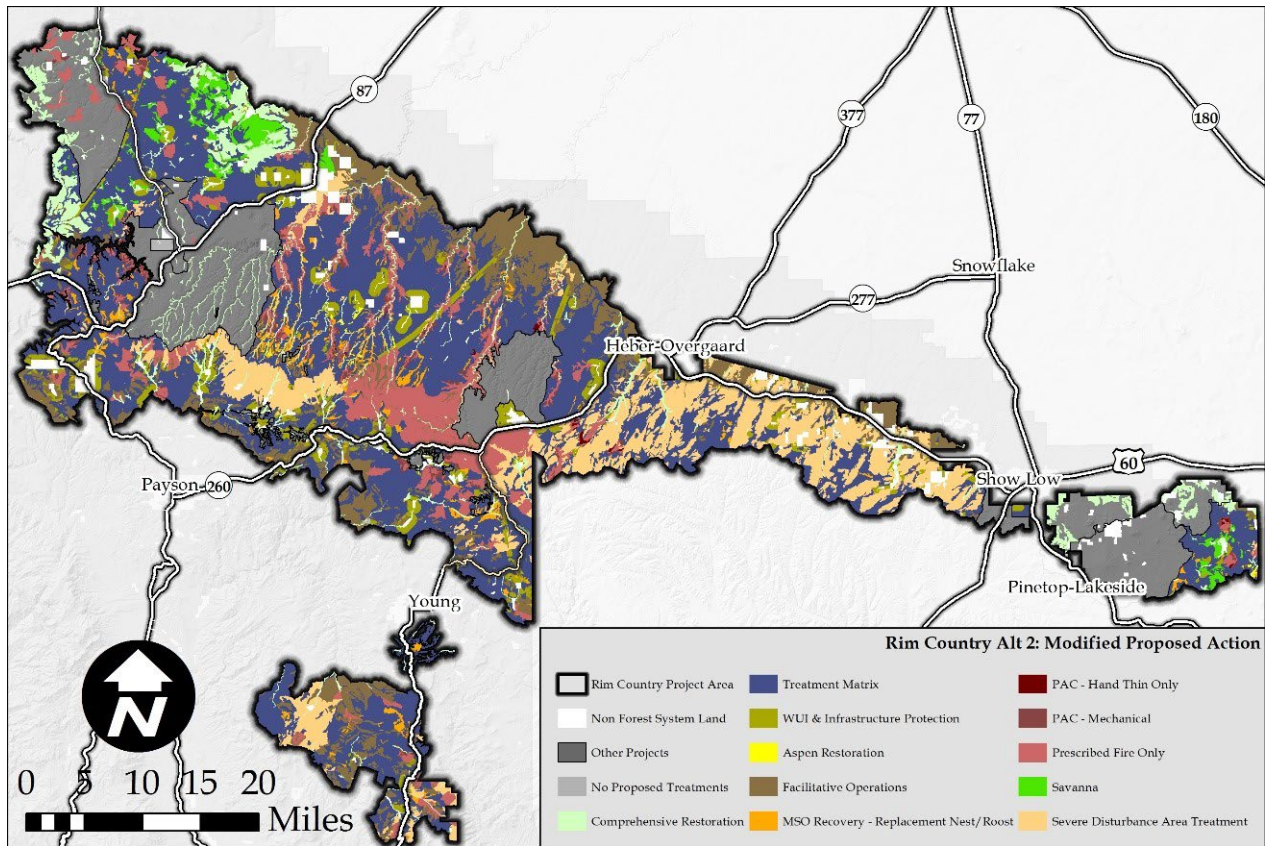 87
377
77
180
Snowflake
277
Heber-Overgaard
60
Show Low
Payson
260
Pinetop-Lakeside
Young
N
0 5 10 15 20
Miles
Rim Country Alt 2: Modified Proposed Action
Rim Country Project Area
Treatment Matrix
PAC - Hand Thin Only
Non Forest System Land
WUI & Infrastructure Protection
PAC - Mechanical
Other Projects
Aspen Restoration
Prescribed Fire Only
No Proposed Treatments
Facilitative Operations
Savanna
Comprehensive Restoration
MSO Recovery - Replacement Nest/Roost
Severe Disturbance Area Treatment